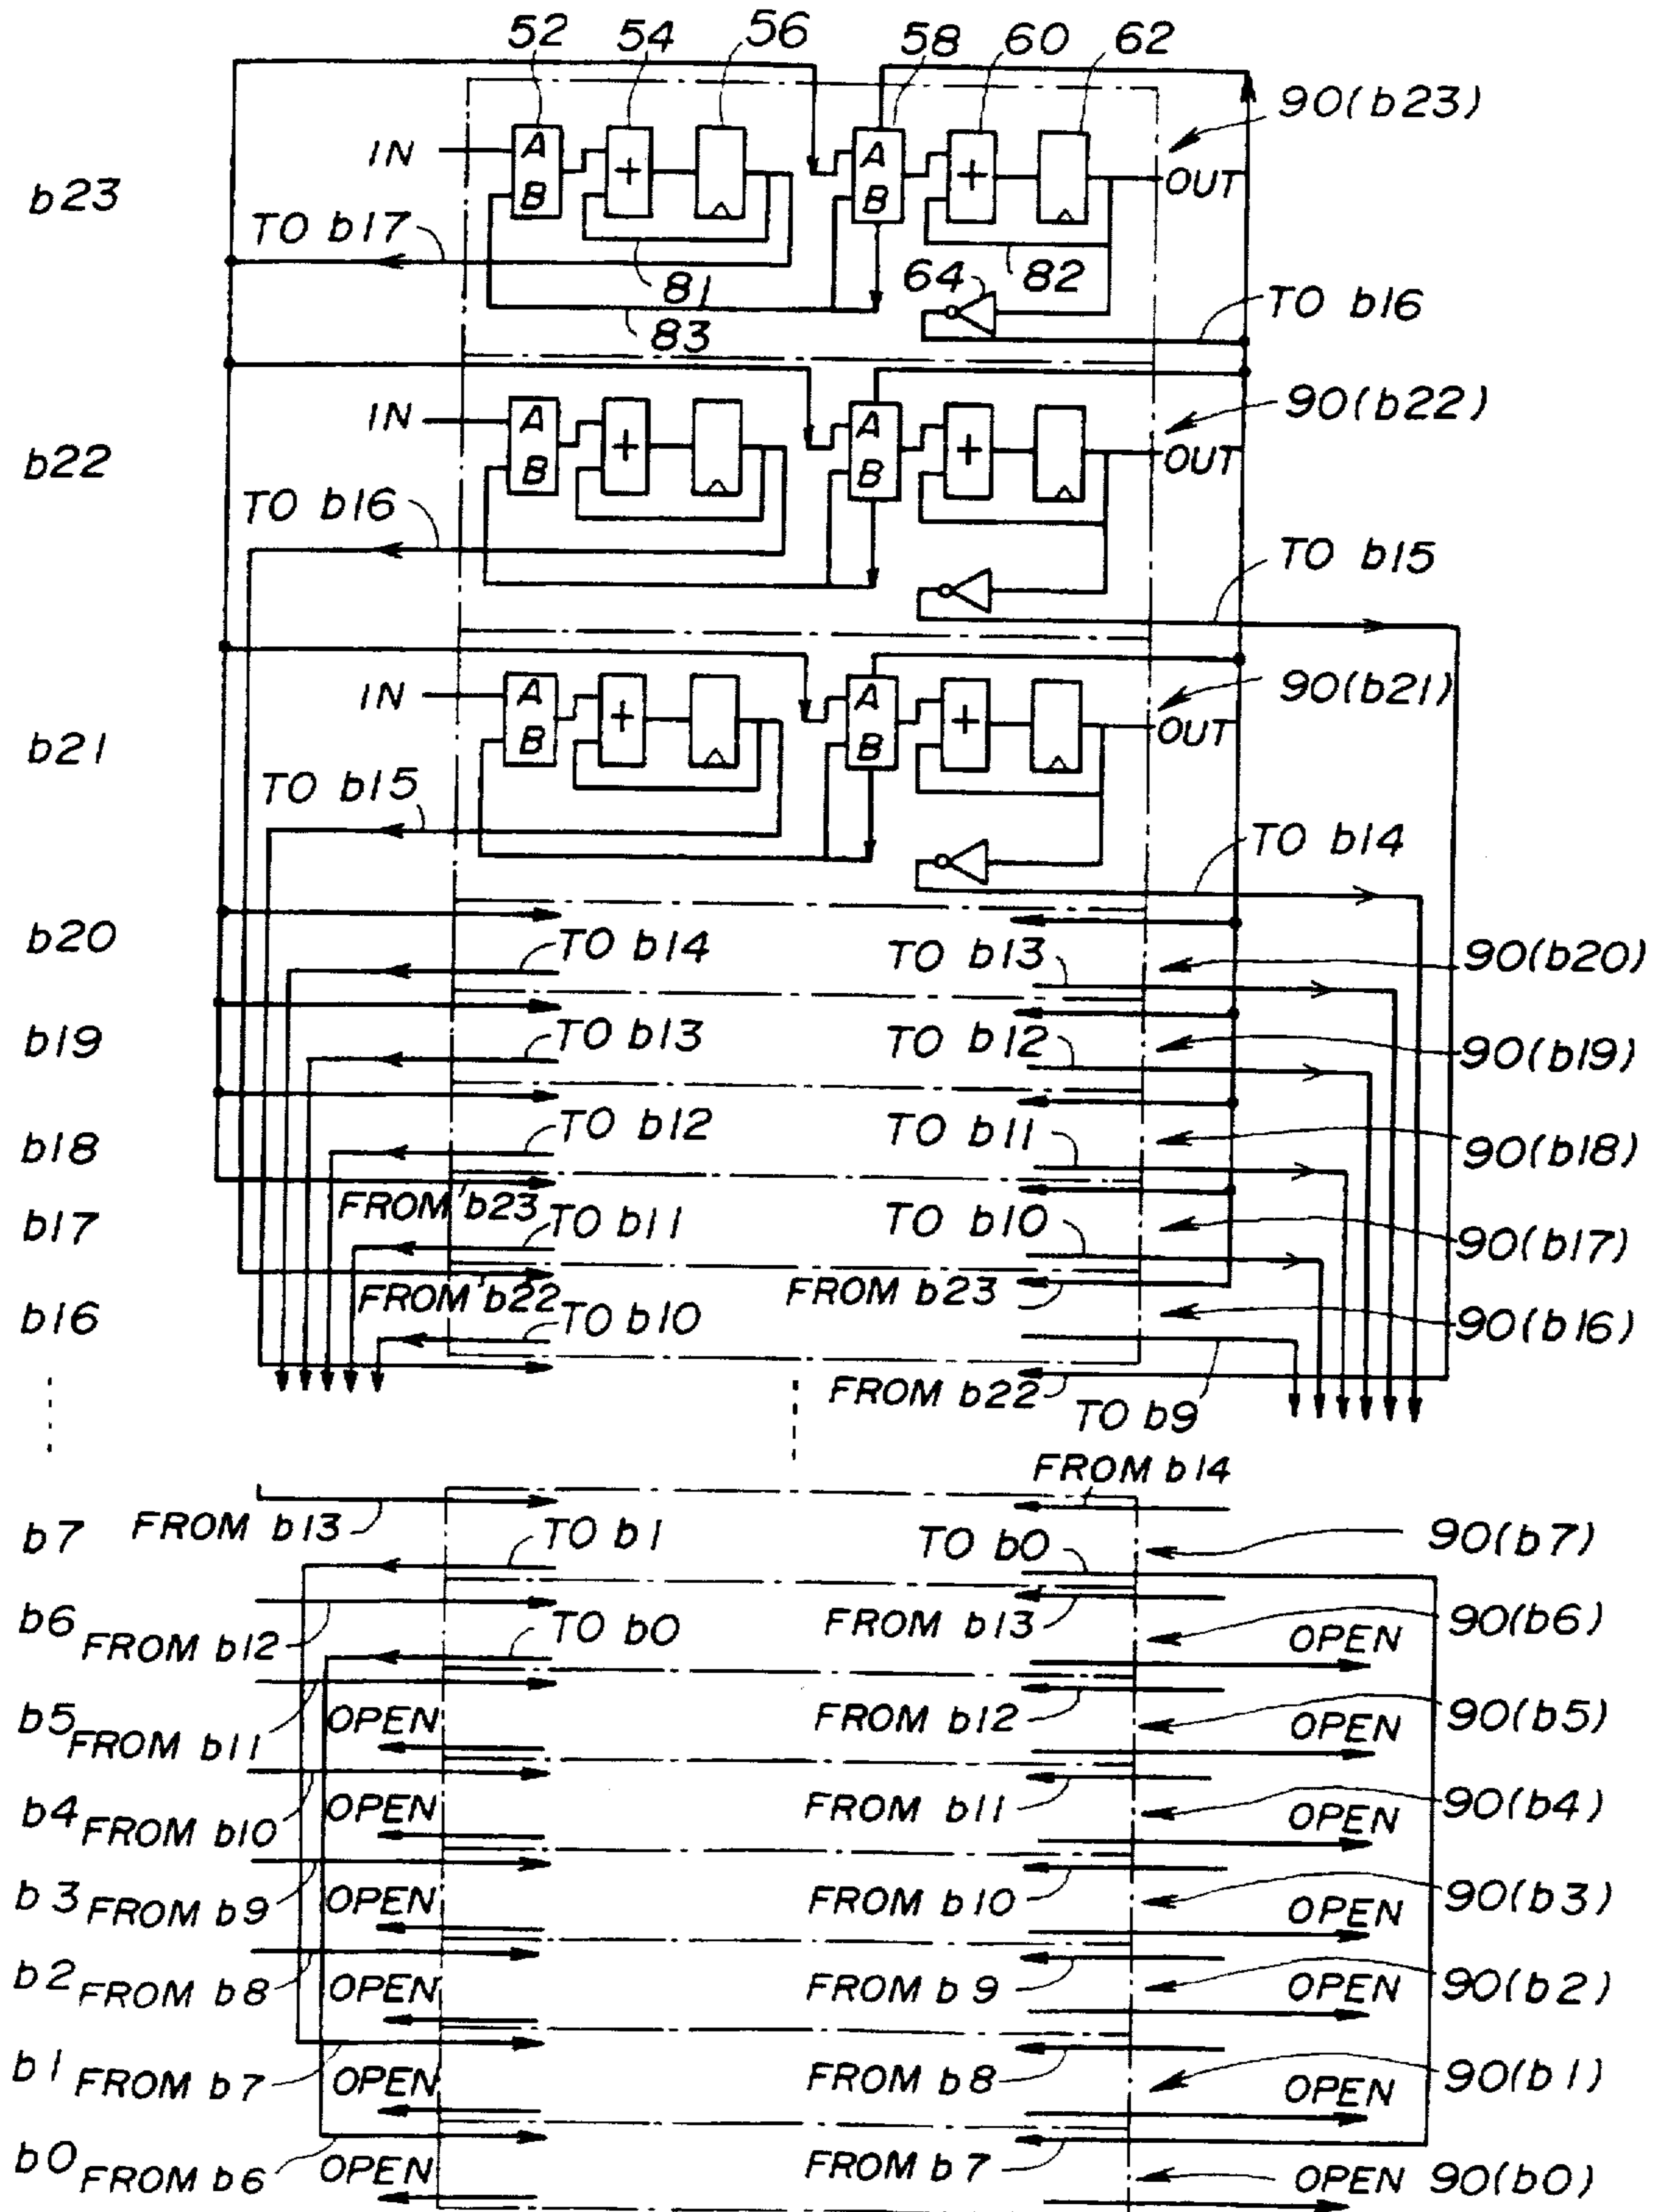 52 54 56 58 60 62
90(b23)
IN A B + A B + OUT
b23
TO b17
81
83
64
82
TO b16
90(b22)
IN A B + A B + OUT
b22
TO b16
TO b15
90(b21)
IN A B + A B + OUT
b21
TO b15
TO b14
b20
TO b14
TO b13
90(b20)
b19
TO b13
TO b12
90(b19)
b18
TO b12
TO b11
90(b18)
FROM b23
b17
TO b11
TO b10
90(b17)
FROM b22
FROM b23
b16
TO b10
90(b16)
FROM b22
TO b9
FROM b14
b7
FROM b13
TO b1
TO b0
90(b7)
b6
FROM b12
TO b0
FROM b13
OPEN
90(b6)
b5
FROM b11
OPEN
FROM b12
OPEN
90(b5)
b4
FROM b10
OPEN
FROM b11
OPEN
90(b4)
b3
FROM b9
OPEN
FROM b10
OPEN
90(b3)
b2
FROM b8
OPEN
FROM b9
OPEN
90(b2)
b1
FROM b7
OPEN
FROM b8
OPEN
90(b1)
b0
FROM b6
OPEN
FROM b7
OPEN
90(b0)